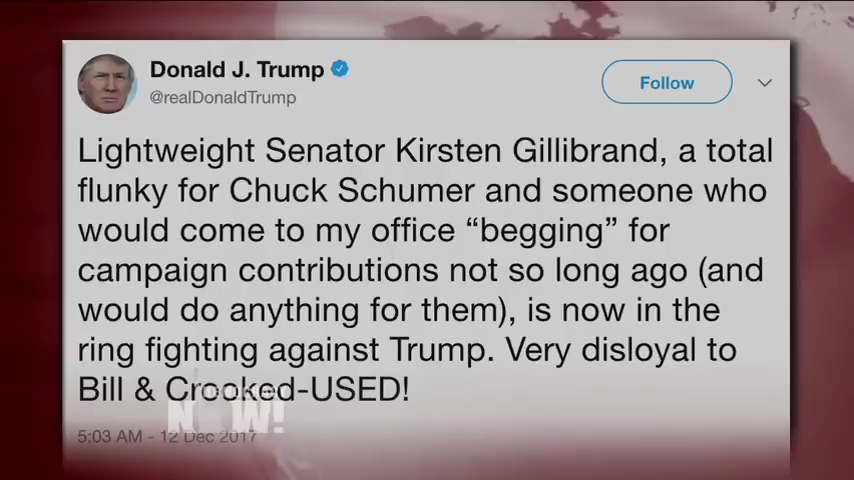 Donald J. Trump
@realDonaldTrump
Follow
Lightweight Senator Kirsten Gillibrand, a total
flunky for Chuck Schumer and someone who
would come to my office “begging” for
campaign contributions not so long ago (and
would do anything for them), is now in the
ring fighting against Trump. Very disloyal to
Bill & Crooked-USED!
DEMOCRACY
NOW!
5:03 AM - 12 Dec 2017